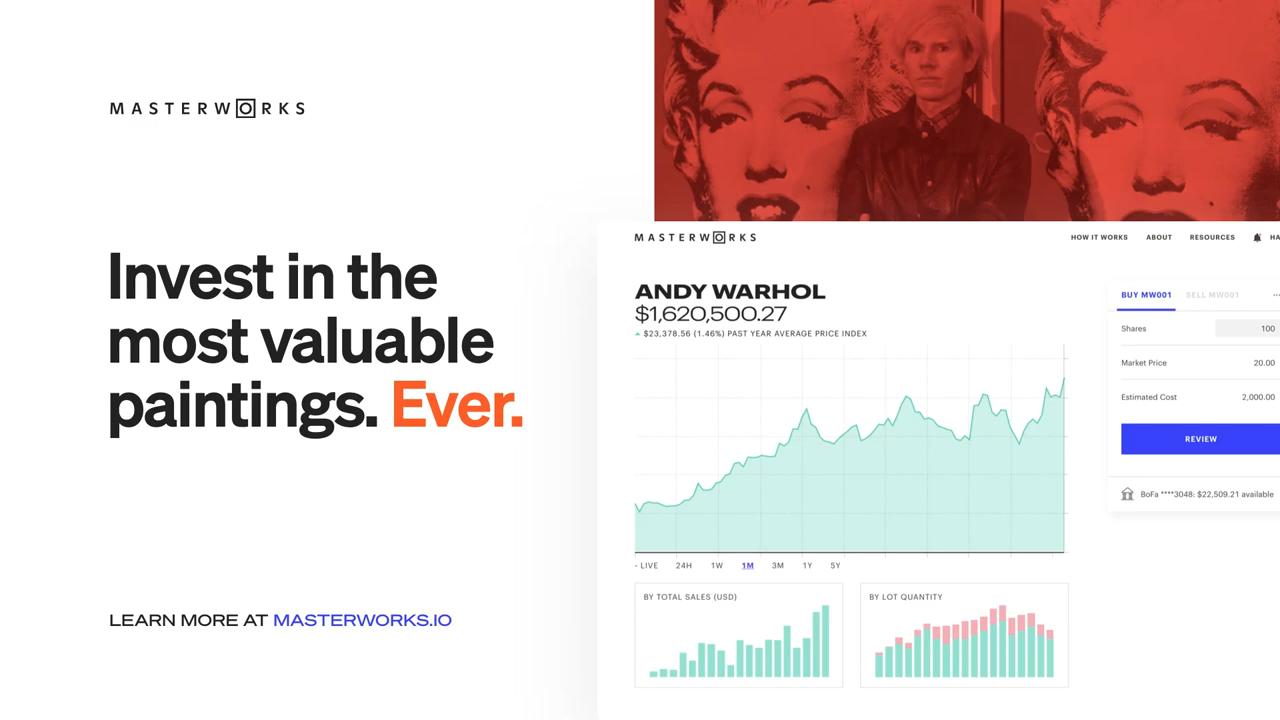 MASTERWORKS
Invest in the
most valuable
paintings. Ever.
LEARN MORE AT MASTERWORKS.IO
MASTERWORKS
HOW IT WORKS ABOUT RESOURCES HA
ANDY WARHOL
$1,620,500.27
$23,378.56 (1.46%) PAST YEAR AVERAGE PRICE INDEX
- LIVE 24H 1W 1M 3M 1Y 5Y
BY TOTAL SALES (USD)
BY LOT QUANTITY
BUY MW001 SELL MW001 ...
Shares 100
Market Price 20.00
Estimated Cost 2,000.00
REVIEW
BoFa ****3048: $22,509.21 available